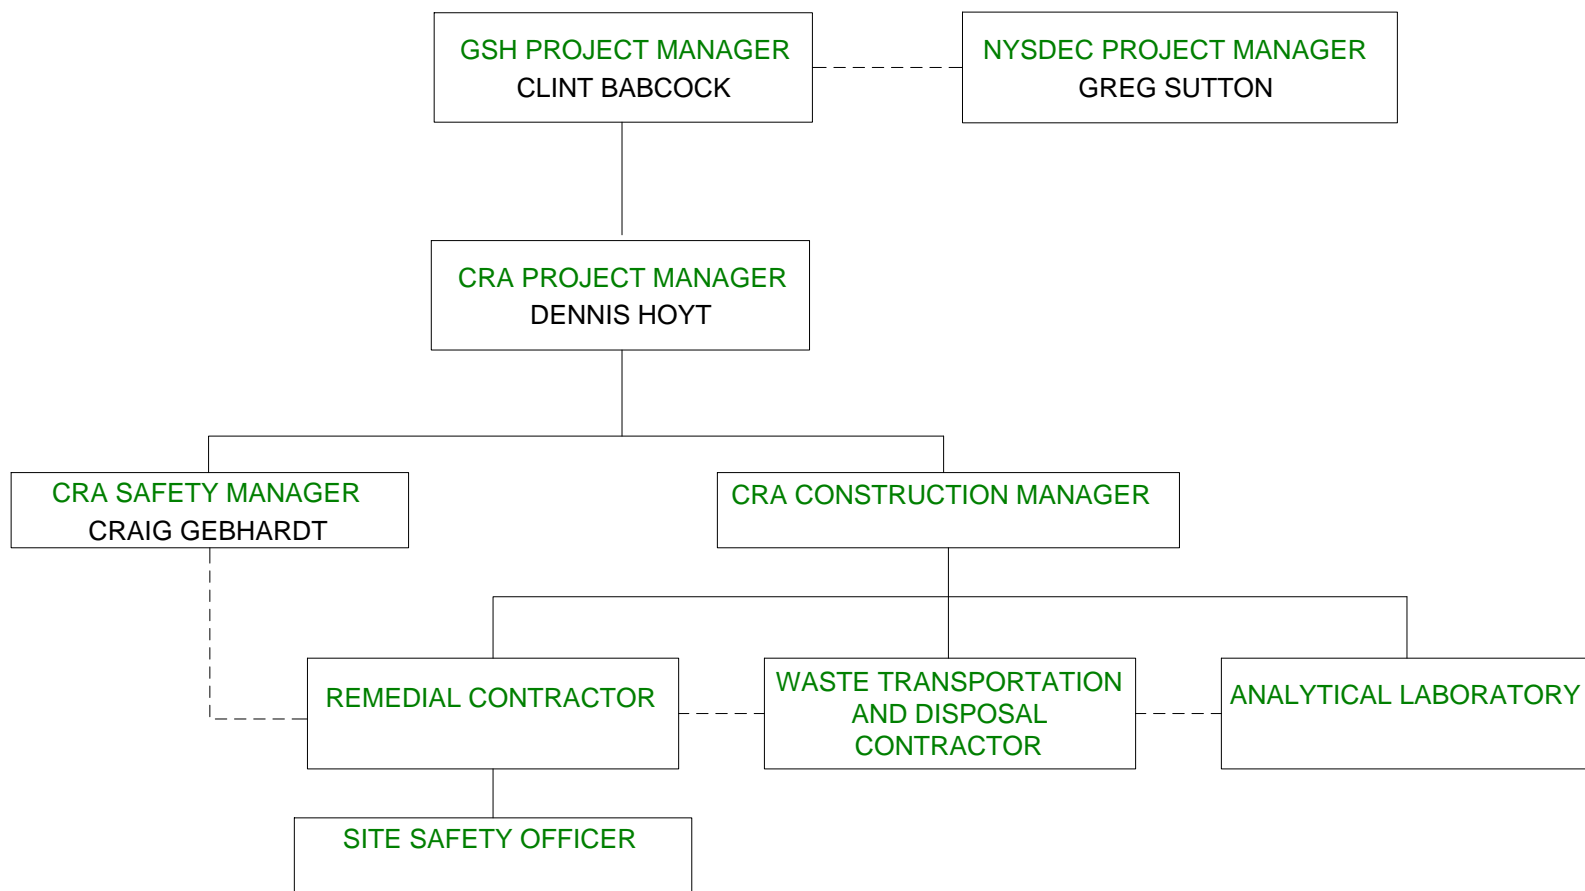 GSH PROJECT MANAGER
CLINT BABCOCK
NYSDEC PROJECT MANAGER
GREG SUTTON
CRA PROJECT MANAGER
DENNIS HOYT
CRA SAFETY MANAGER
CRAIG GEBHARDT
CRA CONSTRUCTION MANAGER
REMEDIAL CONTRACTOR
WASTE TRANSPORTATION
AND DISPOSAL
CONTRACTOR
ANALYTICAL LABORATORY
SITE SAFETY OFFICER